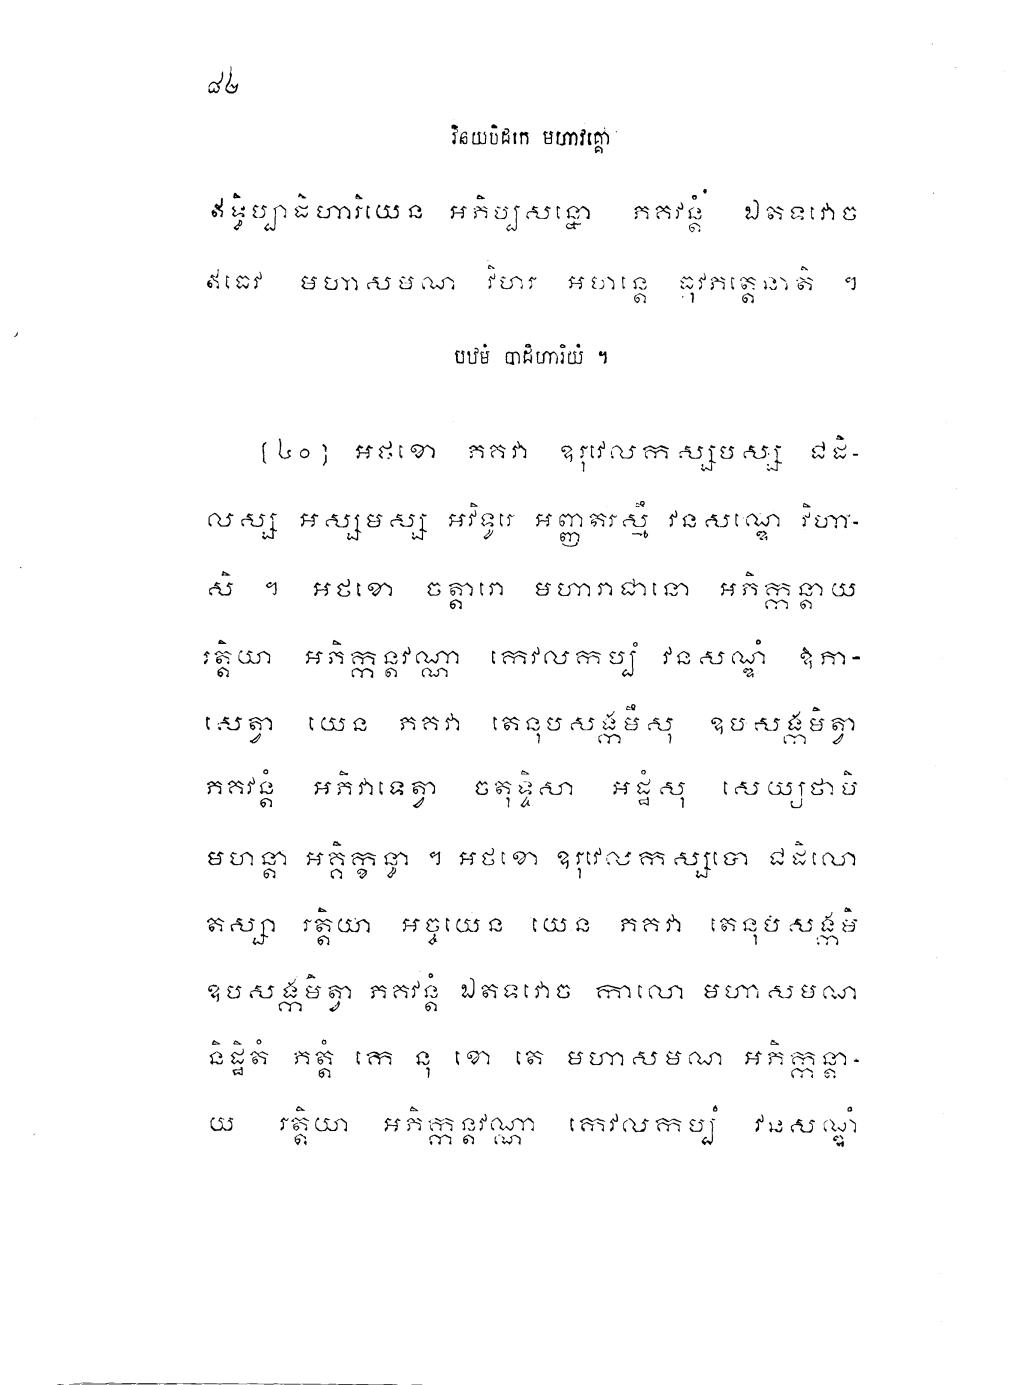 ៨៤
វិនយបិដកេ មហាវគ្គោ
ឥទ្ធិប្បាដិហារិយេន អភិប្បសន្នោ ភគវន្តំ ឯតទវោច
ឥធេវ មហាសមណ វិហរ អហន្តេ ធុវភត្តេនាតិ ។
បឋមំ បាដិហារិយំ ។
(៤០) អថខោ ភគវា ឧរុវេលកស្សបស្ស ជដិ-
លស្ស អស្សមស្ស អវិទូរេ អញ្ញតរស្មឹ វនសណ្ឌេ វិហា-
សិ ។ អថខោ ចត្តារោ មហារាជានោ អភិក្កន្តាយ
រត្តិយា អភិក្កន្តវណ្ណា កេវលកប្បំ វនសណ្ឌំ ឱភា-
សេត្វា យេន ភគវា តេនុបសង្កមឹសុ ឧបសង្កមិត្វា
ភគវន្តំ អភិវាទេត្វា ចតុទ្ទិសា អដ្ឋំសុ សេយ្យថាបិ
មហន្តា អគ្គិក្ខន្ធា ។ អថខោ ឧរុវេលកស្សបោ ជដិលោ
តស្សា រត្តិយា អច្ចយេន យេន ភគវា តេនុបសង្កមិ
ឧបសង្កមិត្វា ភគវន្តំ ឯតទវោច កាលោ មហាសមណ
និដ្ឋិតំ ភត្តំ កេ នុ ខោ តេ មហាសមណ អភិក្កន្តា-
យ រត្តិយា អភិក្កន្តវណ្ណា កេវលកប្បំ វនសណ្ឌំ